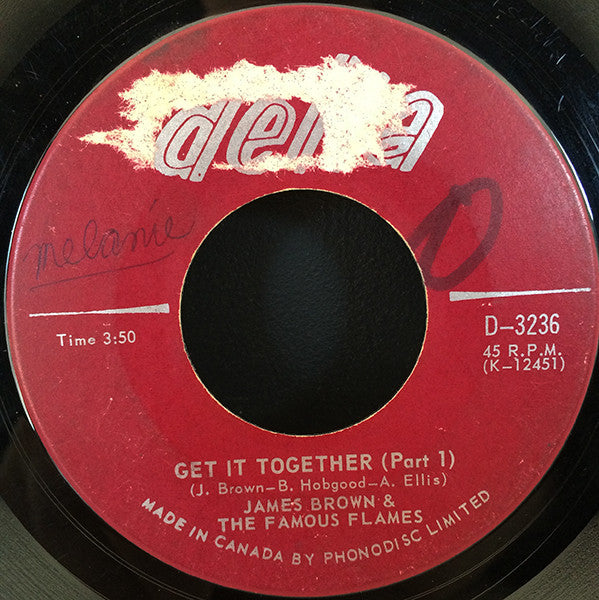 delta
melanie
D
Time 3:50
D-3236
45 R.P.M.
(K-12451)
GET IT TOGETHER (Part 1)
(J. Brown-B. Hobgood-A. Ellis)
JAMES BROWN &
THE FAMOUS FLAMES
MADE IN CANADA BY PHONODISC LIMITED